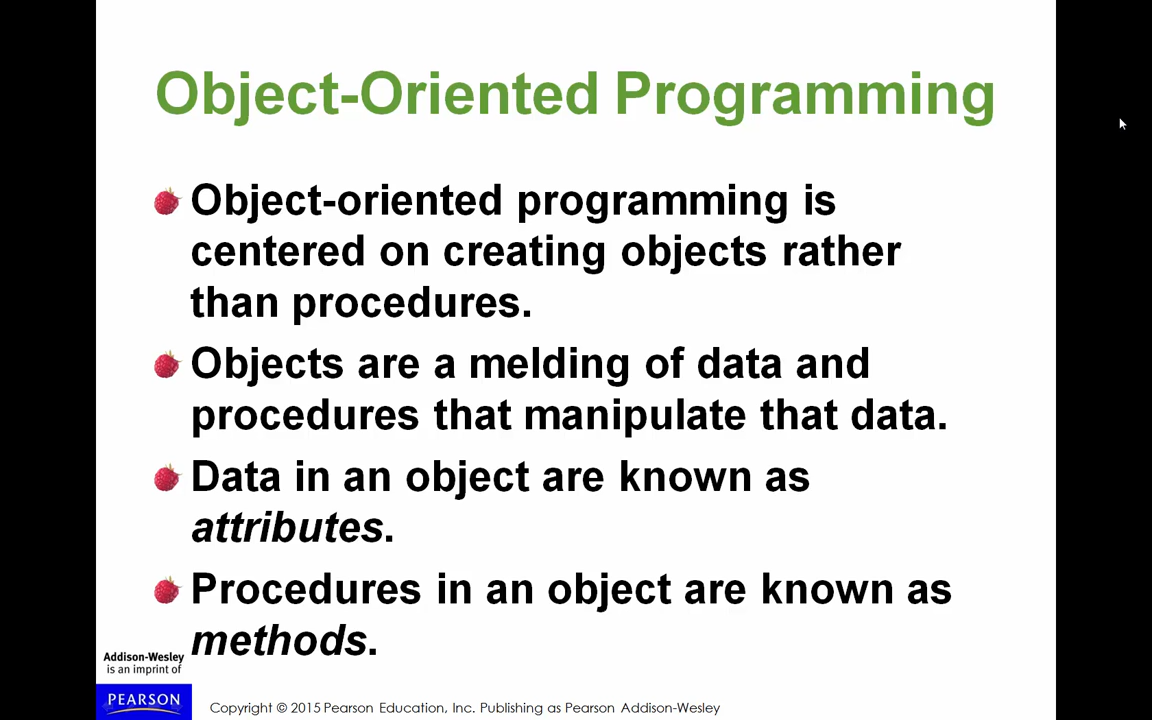 Object-Oriented Programming
Object-oriented programming is
centered on creating objects rather
than procedures.
Objects are a melding of data and
procedures that manipulate that data.
Data in an object are known as
attributes.
Procedures in an object are known as
methods.
Addison-Wesley
is an imprint of
PEARSON
Copyright © 2015 Pearson Education, Inc. Publishing as Pearson Addison-Wesley